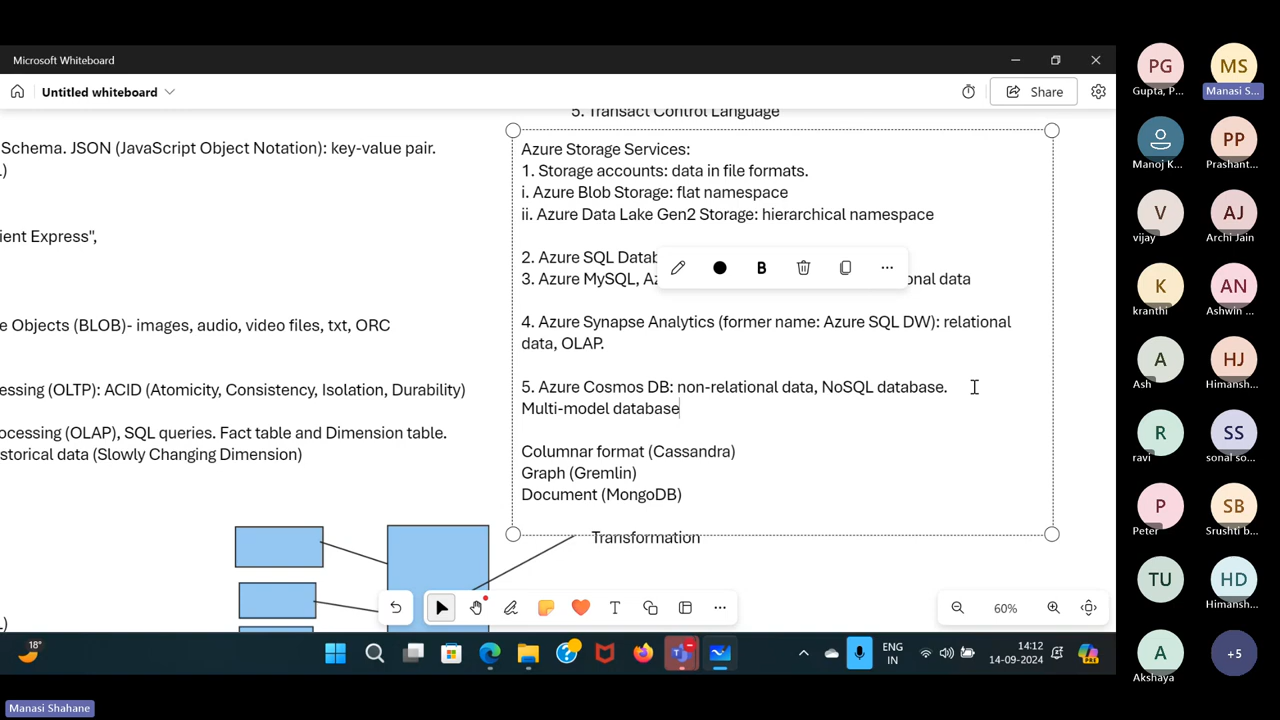 Microsoft Whiteboard
Untitled whiteboard
Share
5. Transact Control Language
Schema. JSON (JavaScript Object Notation): key-value pair.
L)
ient Express",
e Objects (BLOB)- images, audio, video files, txt, ORC
essing (OLTP): ACID (Atomicity, Consistency, Isolation, Durability)
ocessing (OLAP), SQL queries. Fact table and Dimension table.
storical data (Slowly Changing Dimension)
L)
Azure Storage Services:
1. Storage accounts: data in file formats.
i. Azure Blob Storage: flat namespace
ii. Azure Data Lake Gen2 Storage: hierarchical namespace
2. Azure SQL Datab
3. Azure MySQL, Az onal data
B
4. Azure Synapse Analytics (former name: Azure SQL DW): relational
data, OLAP.
5. Azure Cosmos DB: non-relational data, NoSQL database.
Multi-model database
Columnar format (Cassandra)
Graph (Gremlin)
Document (MongoDB)
Transformation
T
60%
18°
ENG
IN
14:12
14-09-2024
PRE
Manasi Shahane
PG
Gupta, P...
MS
Manasi S...
Manoj K...
PP
Prashant...
V
vijay
AJ
Archi Jain
K
kranthi
AN
Ashwin ...
A
Ash
HJ
Himansh...
R
ravi
SS
sonal so...
P
Peter
SB
Srushti b...
TU
HD
Himansh...
A
Akshaya
+5